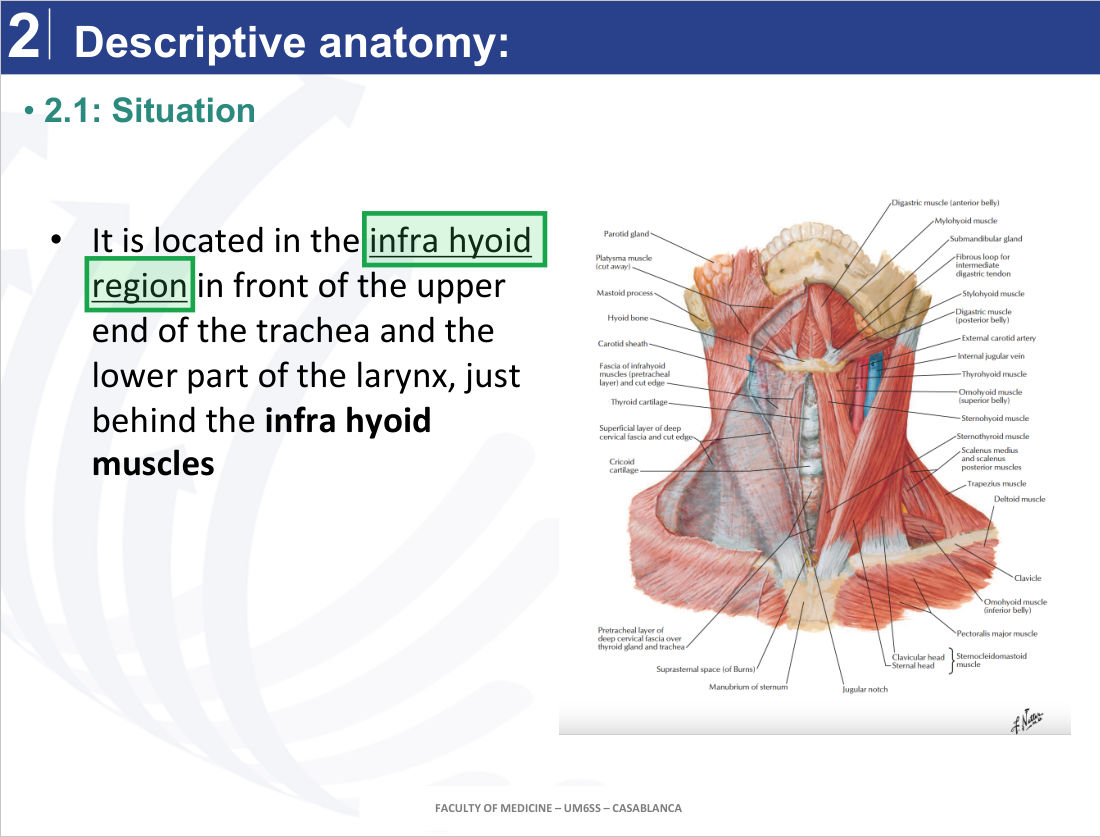 2 Descriptive anatomy:
• 2.1: Situation
• It is located in the infra hyoid
region in front of the upper
end of the trachea and the
lower part of the larynx, just
behind the infra hyoid
muscles
Parotid gland
Platysma muscle
(cut away)
Mastoid process
Hyoid bone
Carotid sheath
Fascia of infrahyoid
muscles (pretracheal
layer) and cut edge
Thyroid cartilage
Superficial layer of deep
cervical fascia and cut edge
Cricoid
cartilage
Pretracheal layer of
deep cervical fascia over
thyroid gland and trachea
Suprasternal space (of Burns)
Manubrium of sternum
Digastric muscle (anterior belly)
Mylohyoid muscle
Submandibular gland
Fibrous loop for
intermediate
digastric tendon
Stylohyoid muscle
Digastric muscle
(posterior belly)
External carotid artery
Internal jugular vein
Thyrohyoid muscle
Omohyoid muscle
(superior belly)
Sternohyoid muscle
Sternothyroid muscle
Scalenus medius
and scalenus
posterior muscles
Trapezius muscle
Deltoid muscle
Clavicle
Omohyoid muscle
(inferior belly)
Pectoralis major muscle
Clavicular head
Sternal head
Sternocleidomastoid
muscle
Jugular notch
F. Netter
FACULTY OF MEDICINE – UM6SS – CASABLANCA